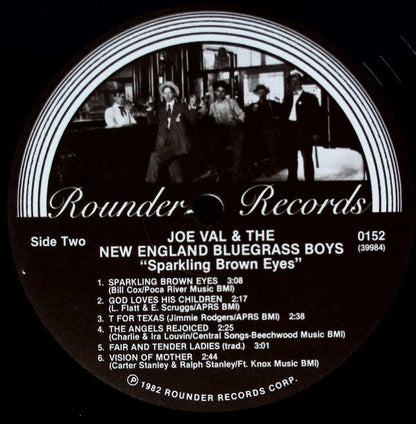 Rounder Records
Side Two
JOE VAL & THE
NEW ENGLAND BLUEGRASS BOYS
"Sparkling Brown Eyes"
0152
(39984)
1. SPARKLING BROWN EYES 3:08
(Bill Cox/Poca River Music BMI)
2. GOD LOVES HIS CHILDREN 2:17
(L. Flatt & E. Scruggs/APRS BMI)
3. T FOR TEXAS (Jimmie Rodgers/APRS BMI) 2:38
4. THE ANGELS REJOICED 2:25
(Charlie & Ira Louvin/Central Songs-Beechwood Music BMI)
5. FAIR AND TENDER LADIES (trad.) 3:01
6. VISION OF MOTHER 2:44
(Carter Stanley & Ralph Stanley/Ft. Knox Music BMI)
℗ 1982 ROUNDER RECORDS CORP.